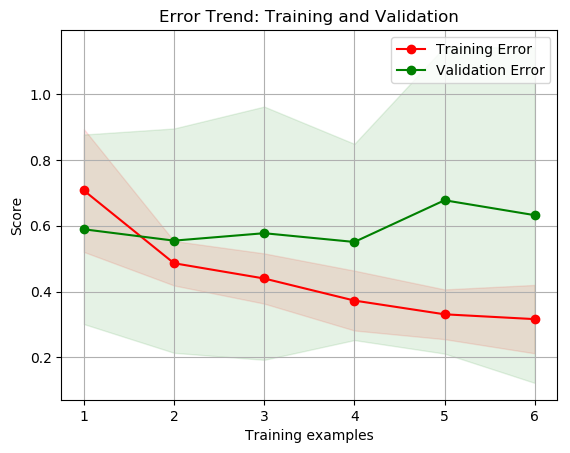 Error Trend: Training and Validation
Training Error
Validation Error
Score
1.0
0.8
0.6
0.4
0.2
1 2 3 4 5 6
Training examples